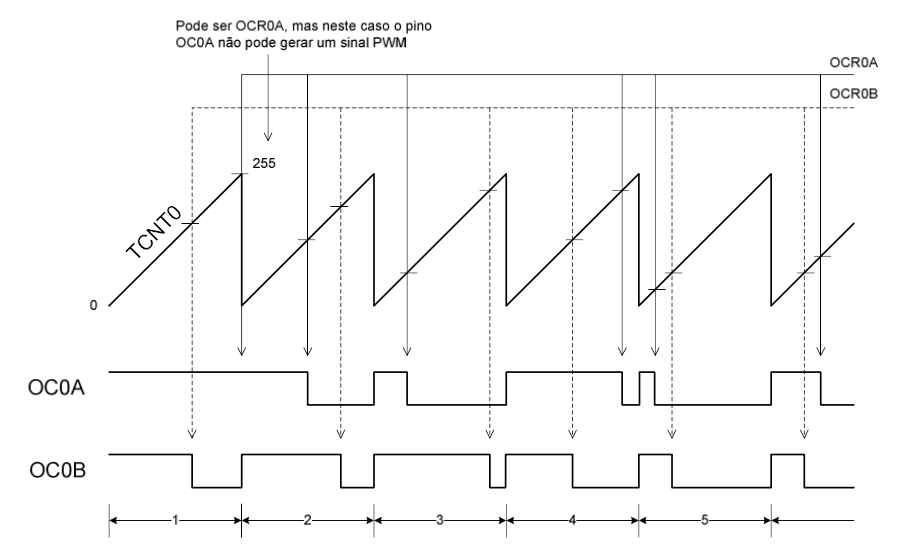 Pode ser OCR0A, mas neste caso o pino
OC0A não pode gerar um sinal PWM
OCR0A
OCR0B
255
TCNT0
0
OC0A
OC0B
1
2
3
4
5